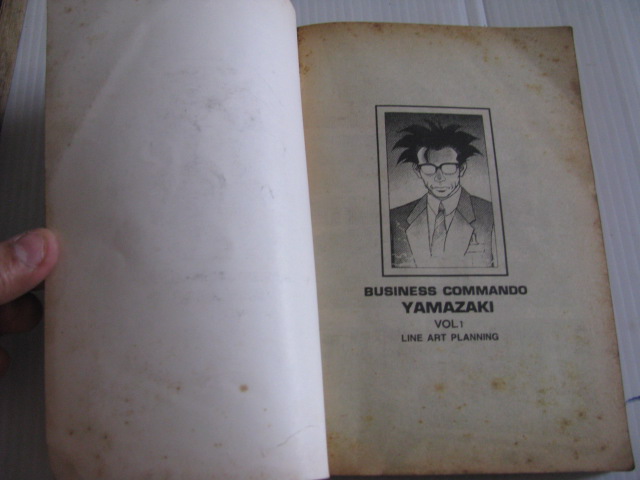 BUSINESS COMMANDO
YAMAZAKI
VOL.1
LINE ART PLANNING